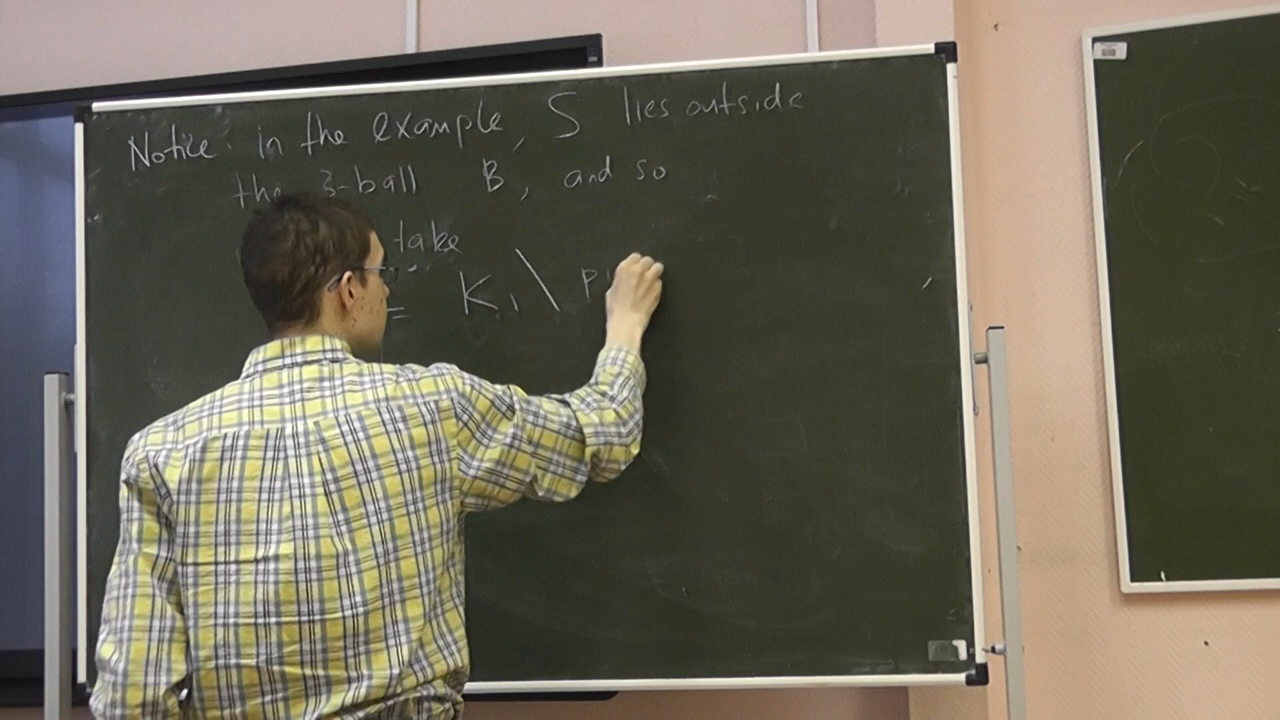 Notice: in the example, S lies outside
the 3-ball B, and so
take
= K₁ \